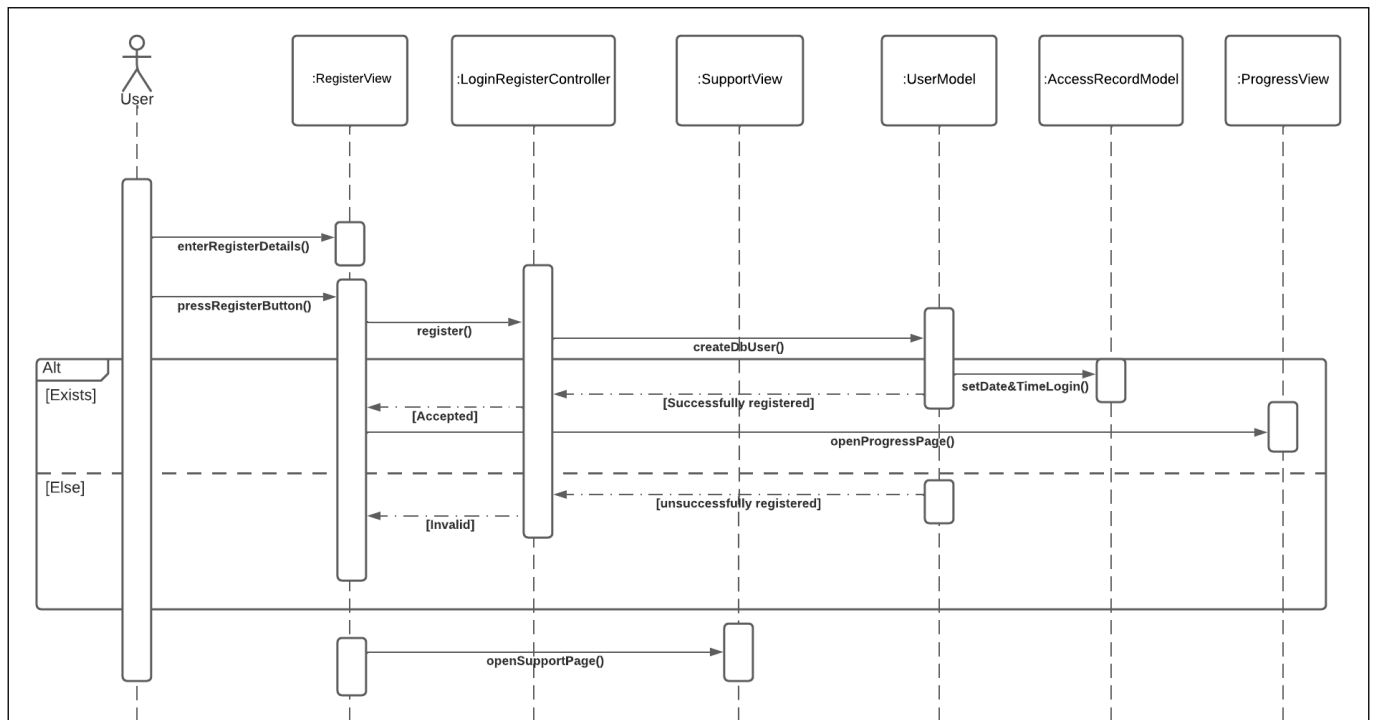 User
:RegisterView
:LoginRegisterController
:SupportView
:UserModel
:AccessRecordModel
:ProgressView
enterRegisterDetails()
pressRegisterButton()
register()
createDbUser()
Alt
[Exists]
setDate&TimeLogin()
[Successfully registered]
[Accepted]
openProgressPage()
[Else]
[unsuccessfully registered]
[Invalid]
openSupportPage()